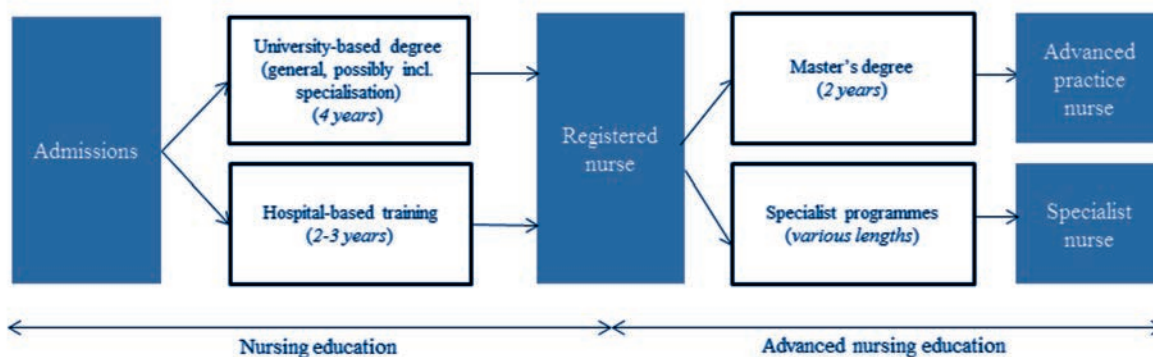 Admissions
University-based degree
(general, possibly incl.
specialisation)
(4 years)
Hospital-based training
(2-3 years)
Registered
nurse
Master's degree
(2 years)
Specialist programmes
(various lengths)
Advanced
practice
nurse
Specialist
nurse
Nursing education
Advanced nursing education